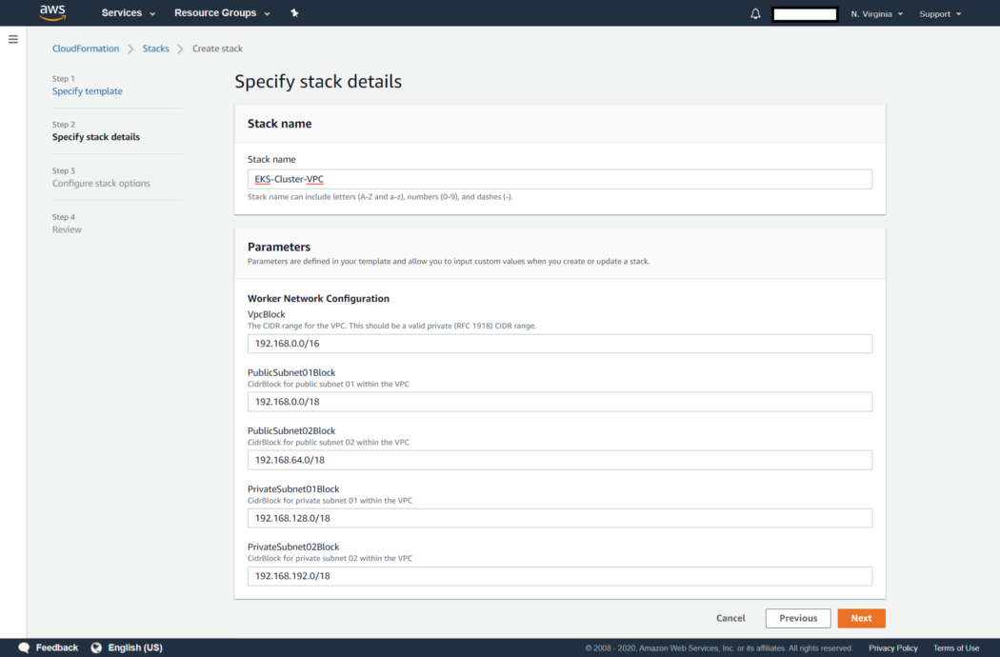 aws Services Resource Groups N. Virginia Support
CloudFormation > Stacks > Create stack
Step 1
Specify template
Step 2
Specify stack details
Step 3
Configure stack options
Step 4
Review
Specify stack details
Stack name
Stack name
EKS-Cluster-VPC
Stack name can include letters (A-Z and a-z), numbers (0-9), and dashes (-).
Parameters
Parameters are defined in your template and allow you to input custom values when you create or update a stack.
Worker Network Configuration
VpcBlock
The CIDR range for the VPC. This should be a valid private (RFC 1918) CIDR range.
192.168.0.0/16
PublicSubnet01Block
CidrBlock for public subnet 01 within the VPC
192.168.0.0/18
PublicSubnet02Block
CidrBlock for public subnet 02 within the VPC
192.168.64.0/18
PrivateSubnet01Block
CidrBlock for private subnet 01 within the VPC
192.168.128.0/18
PrivateSubnet02Block
CidrBlock for private subnet 02 within the VPC
192.168.192.0/18
Cancel Previous Next
Feedback English (US) © 2008 - 2020, Amazon Web Services, Inc. or its affiliates. All rights reserved. Privacy Policy Terms of Use